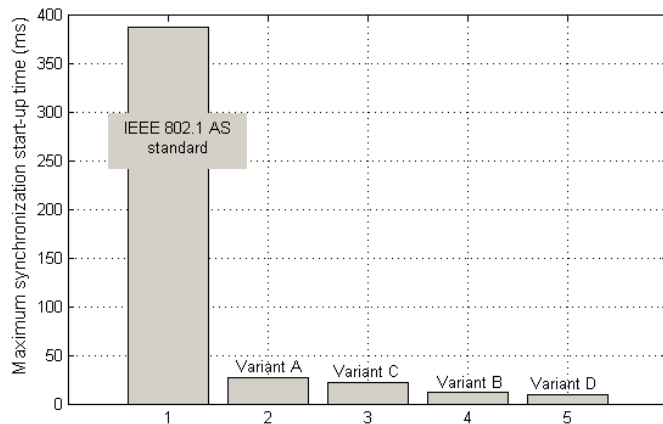 Maximum synchronization start-up time (ms)
400
350
300
250
200
150
100
50
0
IEEE 802.1 AS
standard
Variant A
Variant C
Variant B
Variant D
1 2 3 4 5